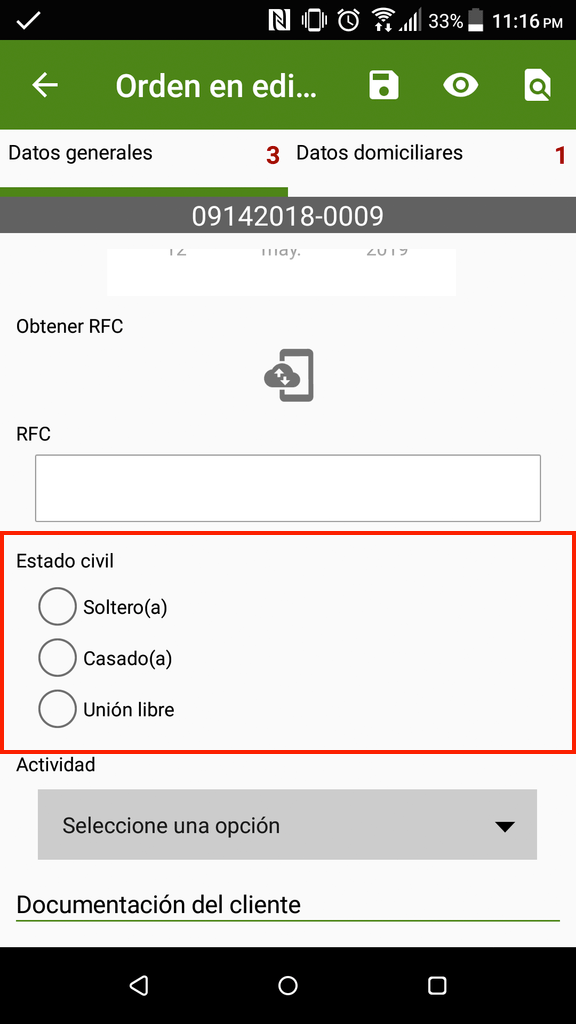 33% 11:16 PM
Orden en edi...
Datos generales 3 Datos domiciliares 1
09142018-0009
12 may. 2019
Obtener RFC
RFC
Estado civil
Soltero(a)
Casado(a)
Unión libre
Actividad
Seleccione una opción
Documentación del cliente